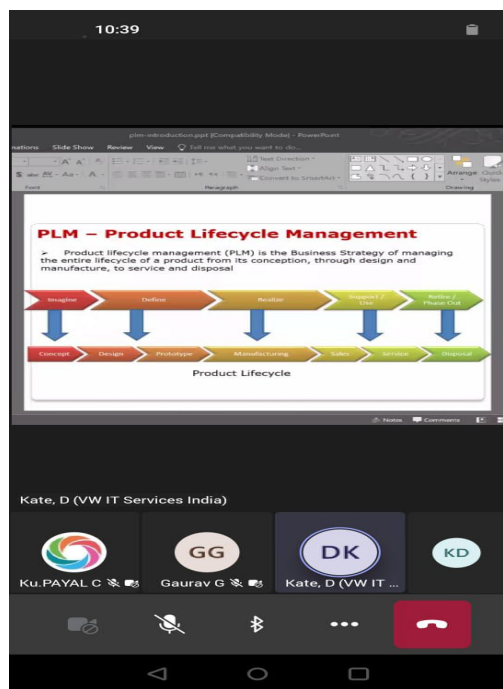 10:39
plm-introduction.ppt [Compatibility Mode] - PowerPoint
nations Slide Show Review View Tell me what you want to do...
Text Direction
Align Text
Convert to SmartArt
Arrange Quick
Styles
Font Paragraph Drawing
PLM – Product Lifecycle Management
➢ Product lifecycle management (PLM) is the Business Strategy of managing
the entire lifecycle of a product from its conception, through design and
manufacture, to service and disposal
Imagine Define Realize Support / Use Retire / Phase Out
Concept Design Prototype Manufacturing Sales Service Disposal
Product Lifecycle
Notes Comments
Kate, D (VW IT Services India)
GG DK KD
Ku.PAYAL C Gaurav G Kate, D (VW IT ...